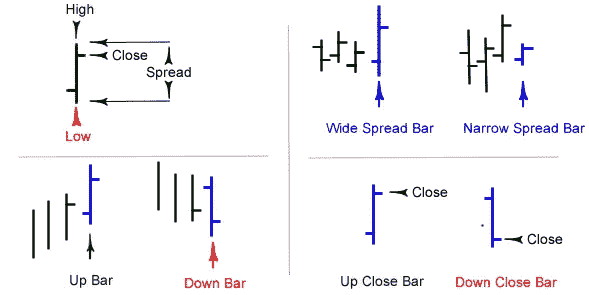 High
Close
Spread
Low
Wide Spread Bar
Narrow Spread Bar
Up Bar
Down Bar
Close
Close
Up Close Bar
Down Close Bar